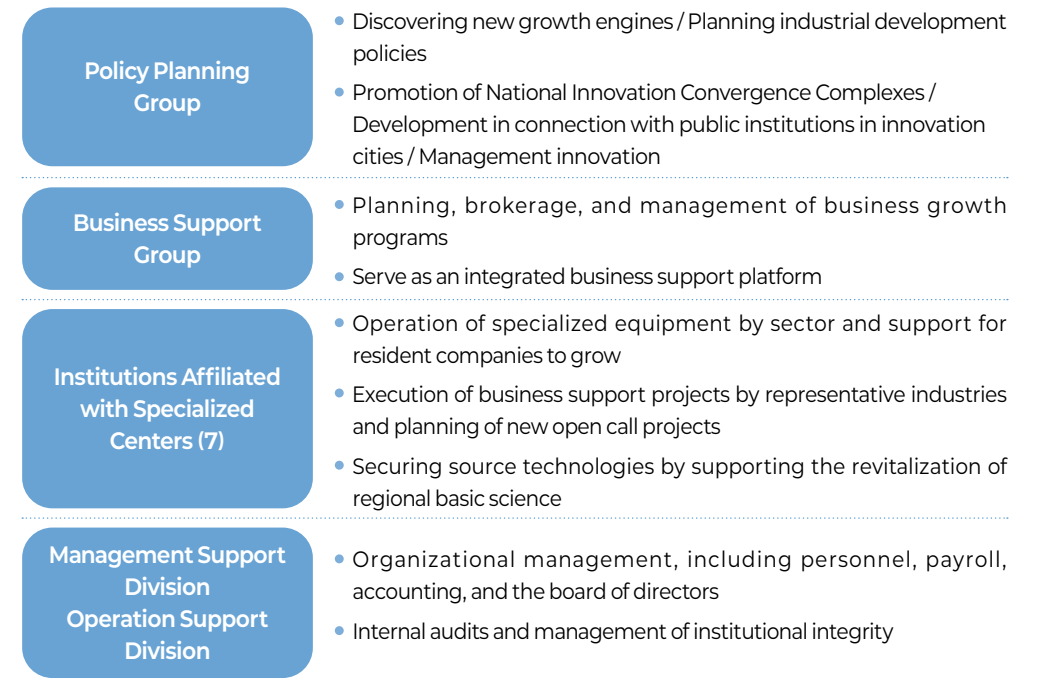 Policy Planning
Group
Discovering new growth engines / Planning industrial development
policies
Promotion of National Innovation Convergence Complexes /
Development in connection with public institutions in innovation
cities / Management innovation
Business Support
Group
Planning, brokerage, and management of business growth
programs
Serve as an integrated business support platform
Institutions Affiliated
with Specialized
Centers (7)
Operation of specialized equipment by sector and support for
resident companies to grow
Execution of business support projects by representative industries
and planning of new open call projects
Securing source technologies by supporting the revitalization of
regional basic science
Management Support
Division
Operation Support
Division
Organizational management, including personnel, payroll,
accounting, and the board of directors
Internal audits and management of institutional integrity